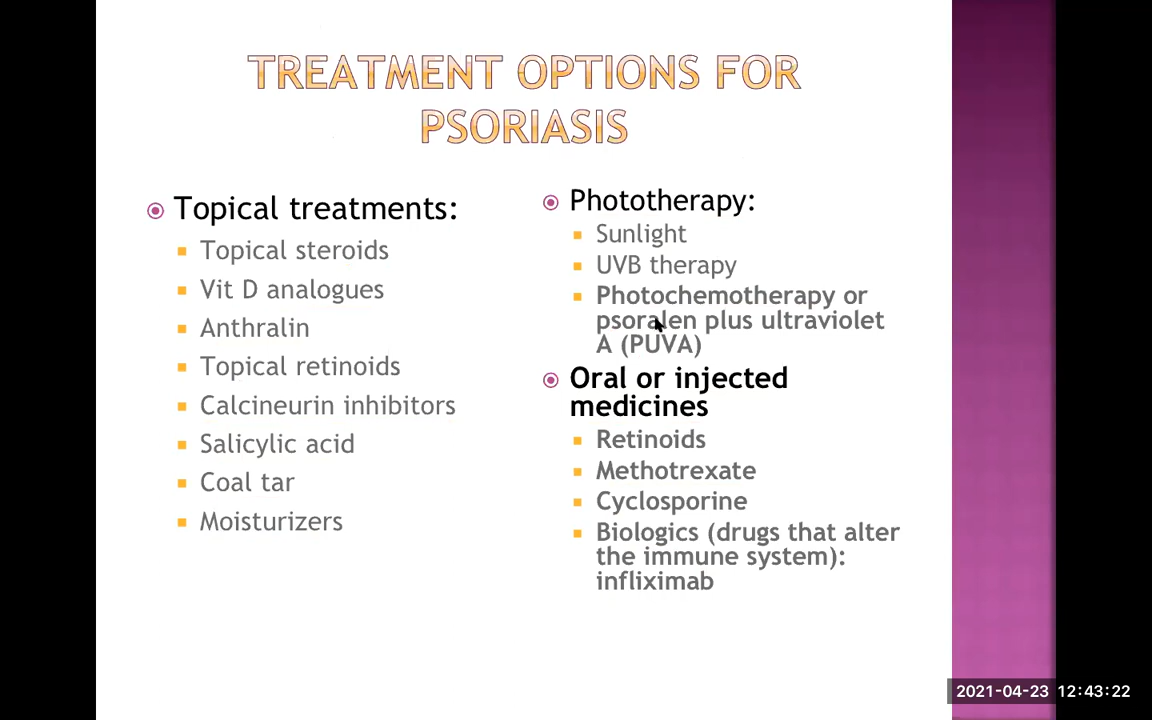 TREATMENT OPTIONS FOR
PSORIASIS
Topical treatments:
Topical steroids
Vit D analogues
Anthralin
Topical retinoids
Calcineurin inhibitors
Salicylic acid
Coal tar
Moisturizers
Phototherapy:
Sunlight
UVB therapy
Photochemotherapy or
psoralen plus ultraviolet
A (PUVA)
Oral or injected
medicines
Retinoids
Methotrexate
Cyclosporine
Biologics (drugs that alter
the immune system):
infliximab
2021-04-23 12:43:22